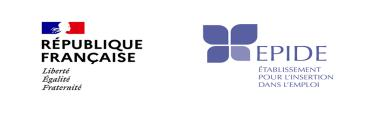 RÉPUBLIQUE
FRANÇAISE
Liberté
Égalité
Fraternité
EPIDE
ÉTABLISSEMENT
POUR L'INSERTION
DANS L'EMPLOI